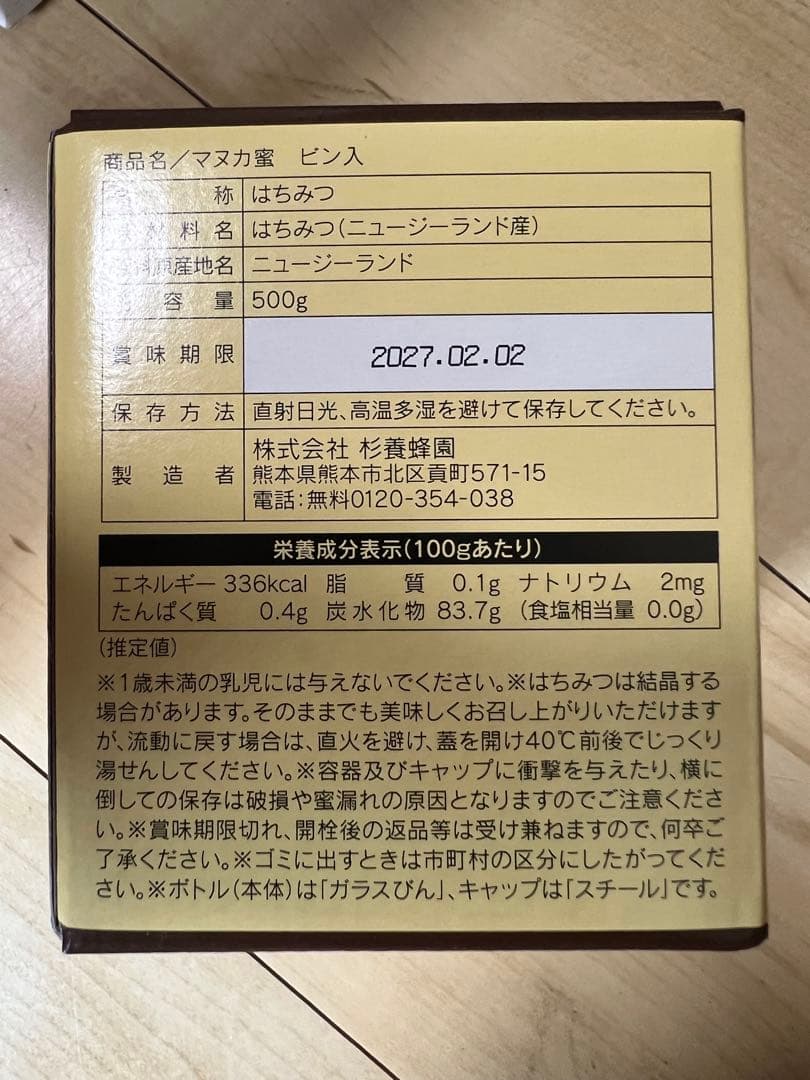 商品名／マヌカ蜜　ビン入
称 はちみつ
材料名 はちみつ（ニュージーランド産）
原産地名 ニュージーランド
容量 500g
賞味期限 2027.02.02
保存方法 直射日光、高温多湿を避けて保存してください。
製造者 株式会社 杉養蜂園
熊本県熊本市北区貢町571-15
電話：無料0120-354-038
栄養成分表示（100gあたり）
エネルギー 336kcal 脂質 0.1g ナトリウム 2mg
たんぱく質 0.4g 炭水化物 83.7g （食塩相当量 0.0g）
（推定値）
※1歳未満の乳児には与えないでください。※はちみつは結晶する
場合があります。そのままでも美味しくお召し上がりいただけます
が、流動に戻す場合は、直火を避け、蓋を開け40℃前後でじっくり
湯せんしてください。※容器及びキャップに衝撃を与えたり、横に
倒しての保存は破損や蜜漏れの原因となりますのでご注意くださ
い。※賞味期限切れ、開栓後の返品等は受け兼ねますので、何卒ご
了承ください。※ゴミに出すときは市町村の区分にしたがってくだ
さい。※ボトル（本体）は「ガラスびん」、キャップは「スチール」です。